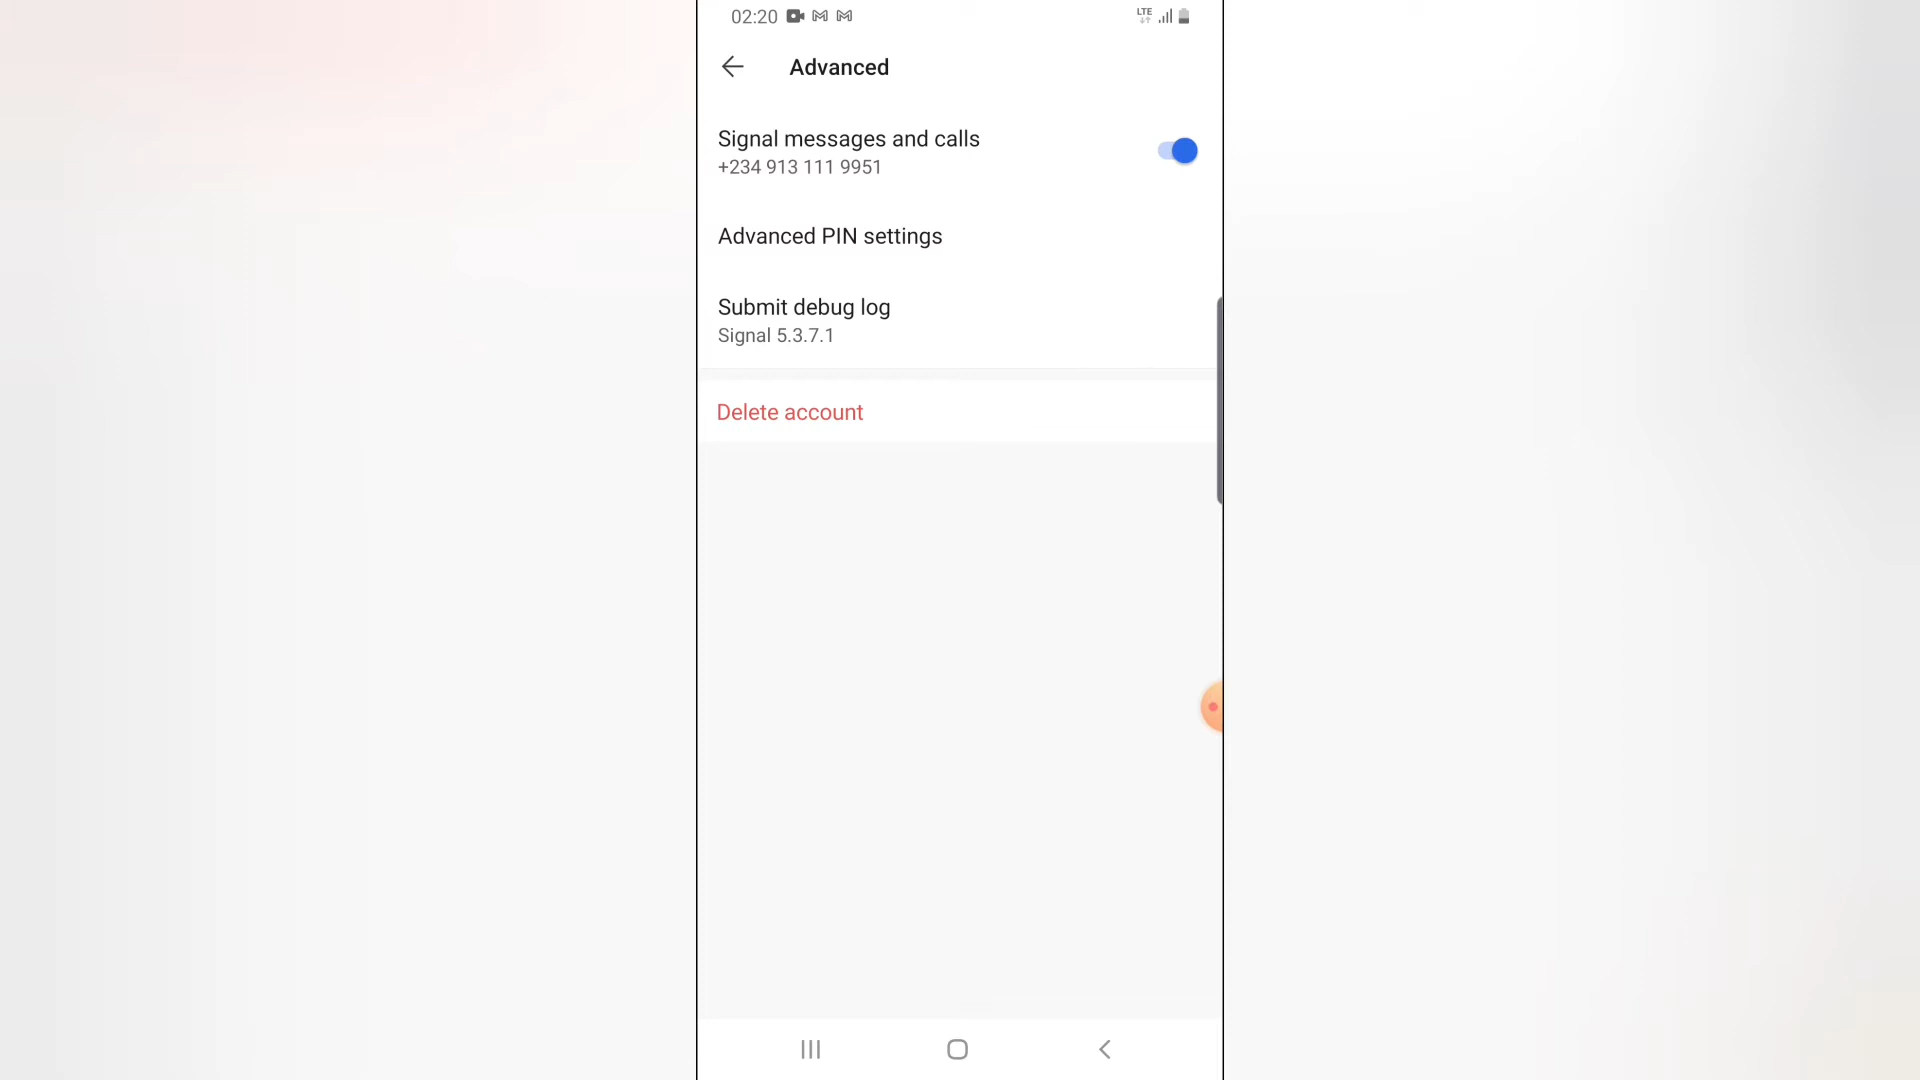 02:20
LTE
Advanced
Signal messages and calls
+234 913 111 9951
Advanced PIN settings
Submit debug log
Signal 5.3.7.1
Delete account